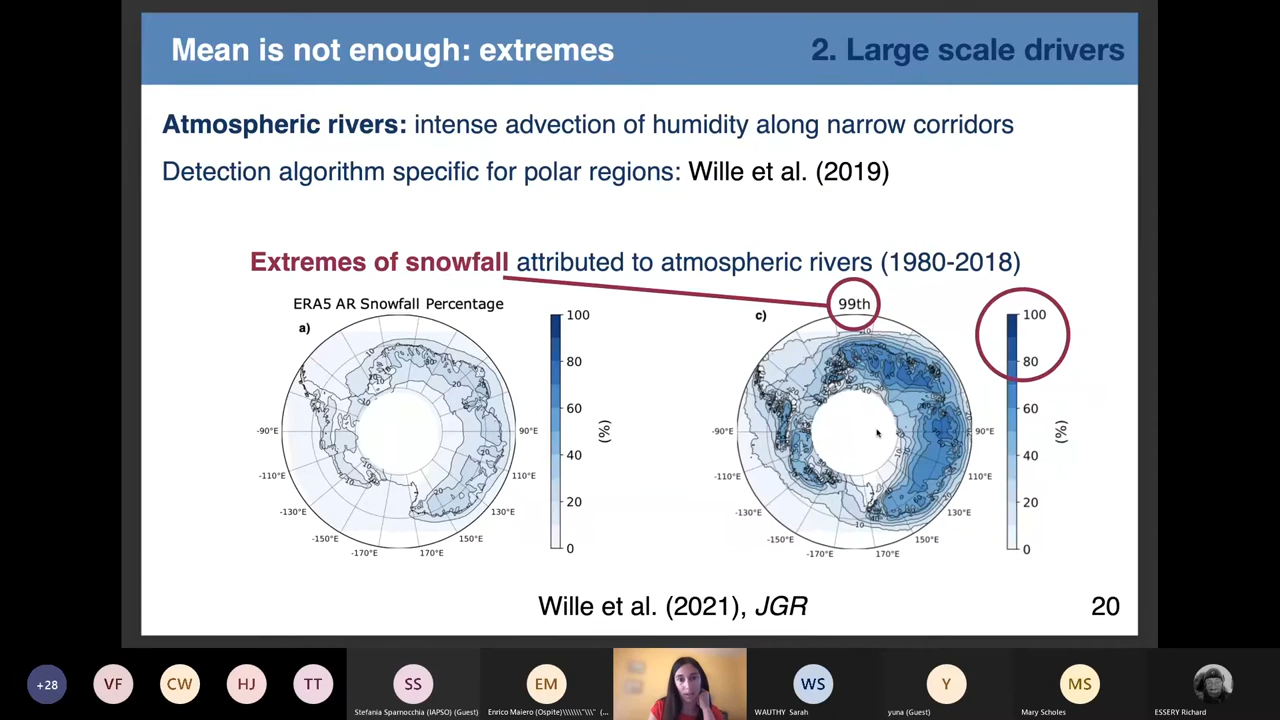 Mean is not enough: extremes
2. Large scale drivers
Atmospheric rivers: intense advection of humidity along narrow corridors
Detection algorithm specific for polar regions: Wille et al. (2019)
Extremes of snowfall attributed to atmospheric rivers (1980-2018)
ERA5 AR Snowfall Percentage
a)
-90°E
-110°E
-130°E
-150°E
-170°E
170°E
150°E
130°E
110°E
90°E
100
80
60
40
20
0
(%)
99th
c)
-90°E
-110°E
-130°E
-150°E
-170°E
170°E
150°E
130°E
110°E
90°E
100
80
60
40
20
0
(%)
Wille et al. (2021), JGR
20
+28
VF
CW
HJ
TT
SS
Stefania Sparnocchia (IAPSO) (Guest)
EM
Enrico Maiero (Ospite)\\\\\\\"\\\" (...
WS
WAUTHY Sarah
Y
yuna (Guest)
MS
Mary Scholes
ESSERY Richard